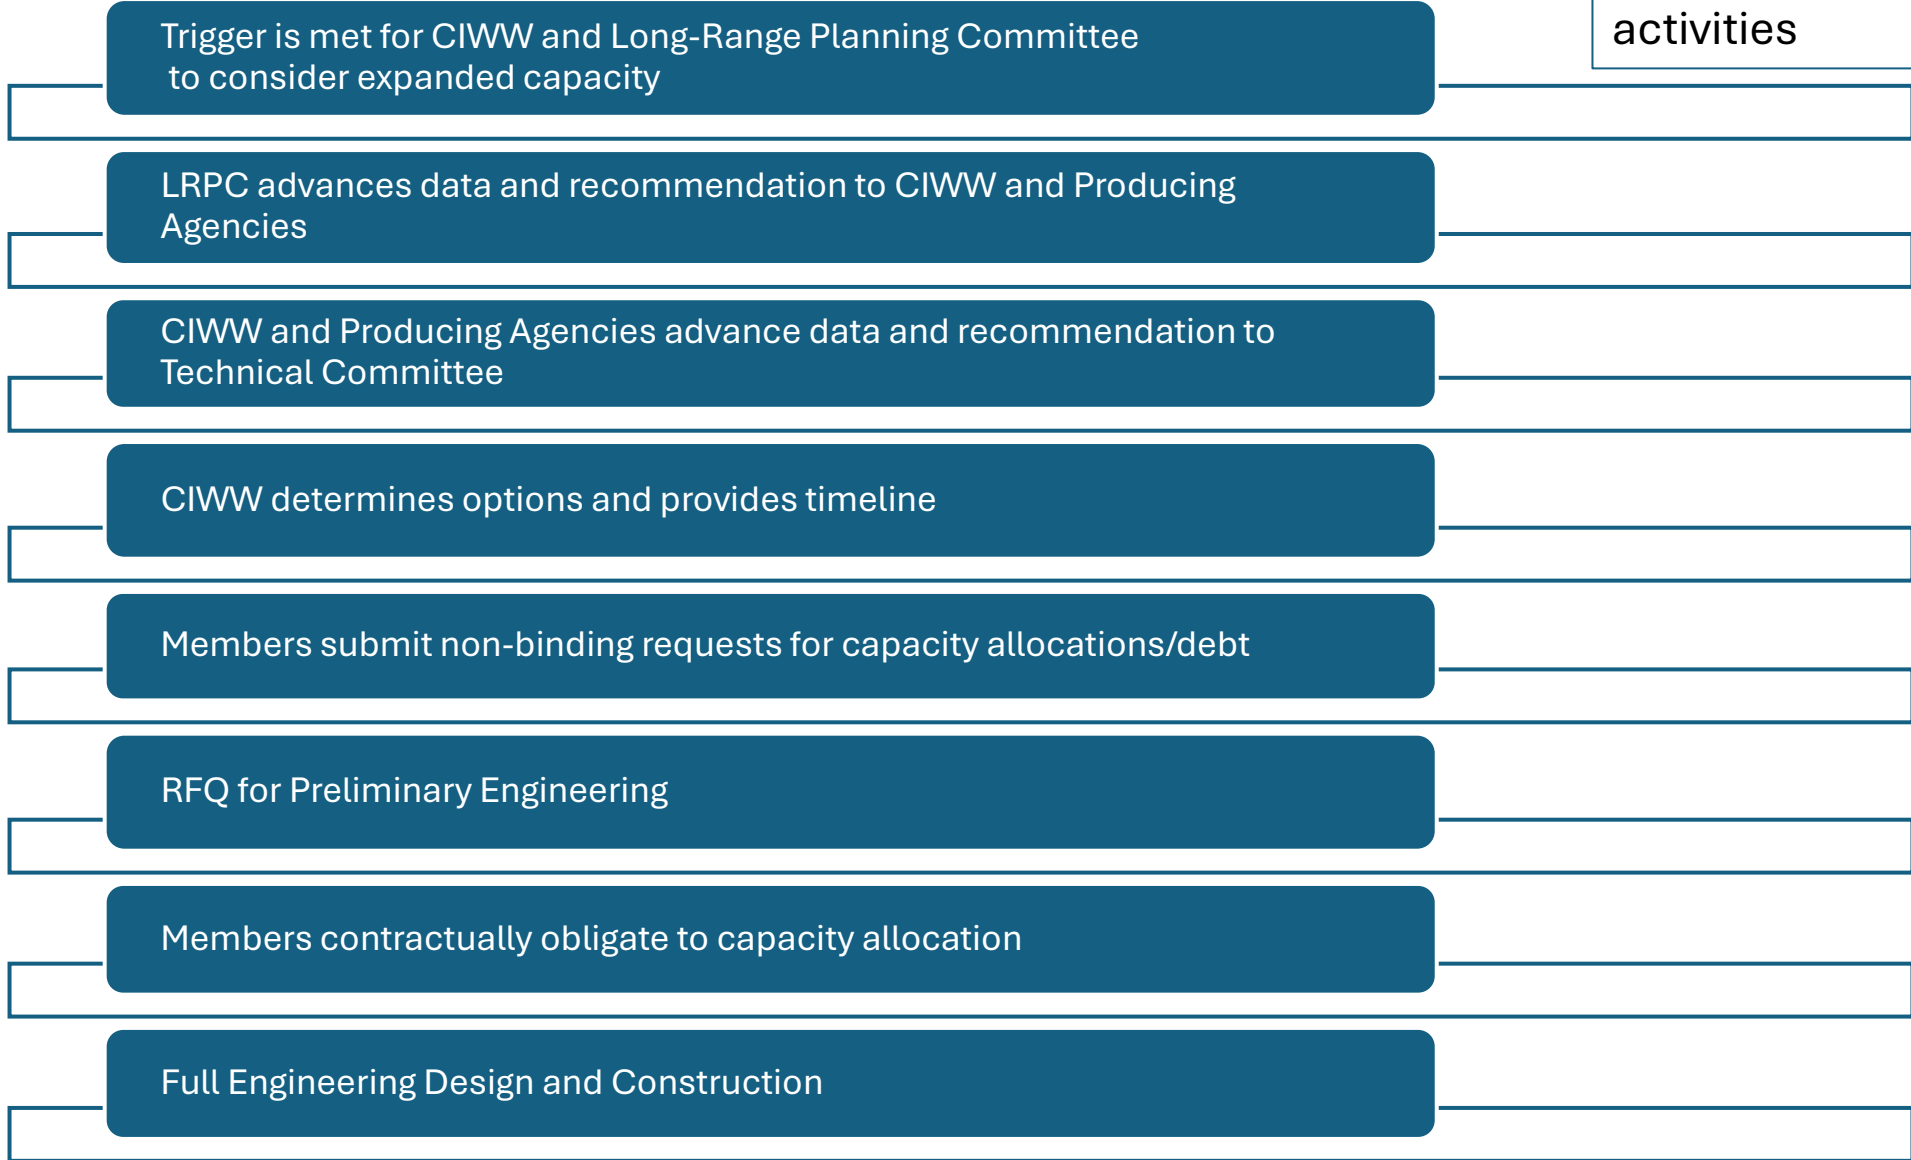 activities
Trigger is met for CIWW and Long-Range Planning Committee
to consider expanded capacity
LRPC advances data and recommendation to CIWW and Producing
Agencies
CIWW and Producing Agencies advance data and recommendation to
Technical Committee
CIWW determines options and provides timeline
Members submit non-binding requests for capacity allocations/debt
RFQ for Preliminary Engineering
Members contractually obligate to capacity allocation
Full Engineering Design and Construction